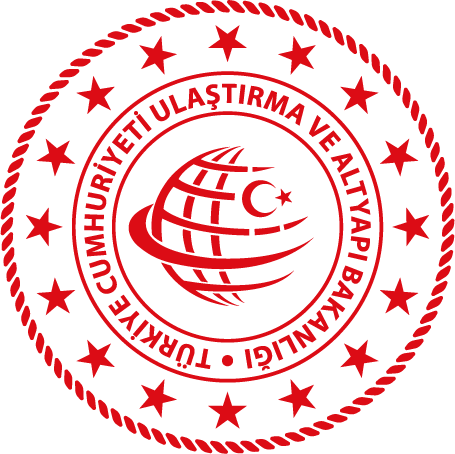 TÜRKİYE CUMHURİYETİ ULAŞTIRMA VE ALTYAPI BAKANLIĞI •